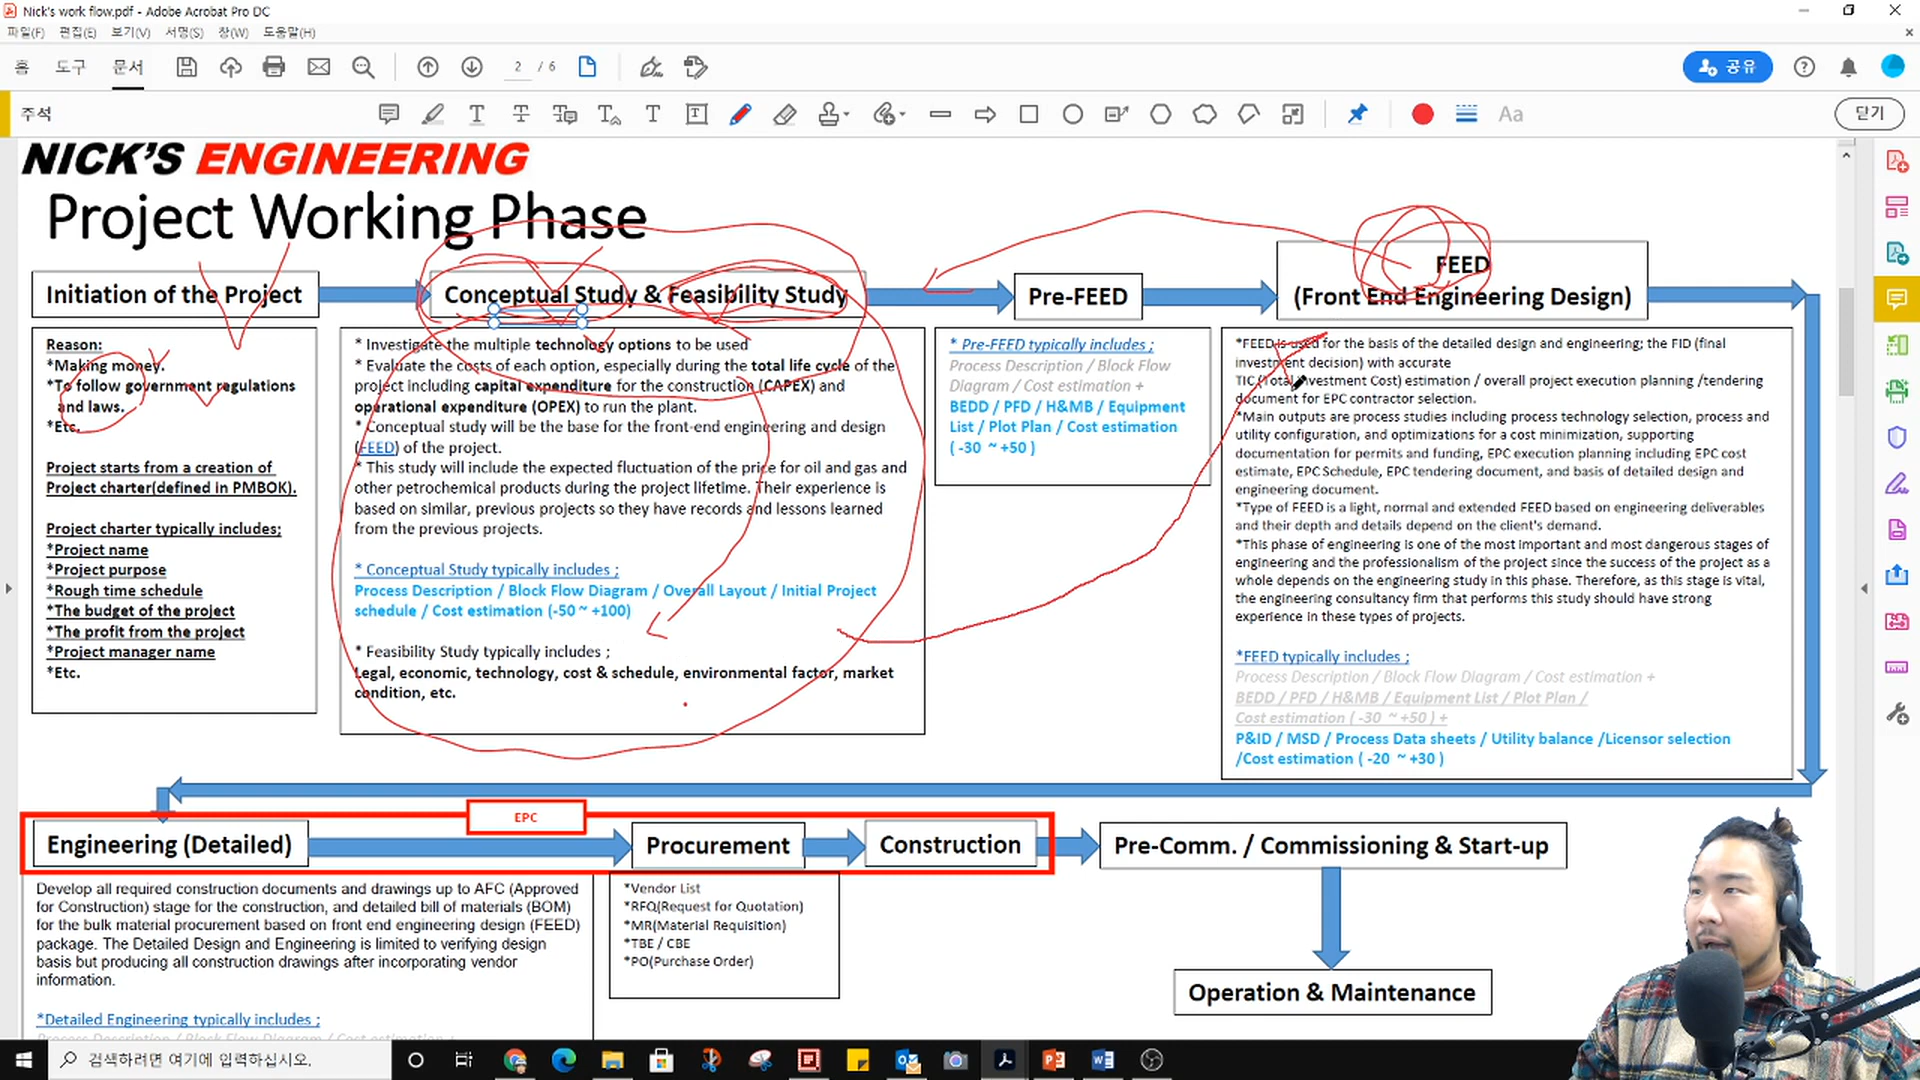 Nick's work flow.pdf - Adobe Acrobat Pro DC
파일(F) 편집(E) 보기(V) 서명(S) 창(W) 도움말(H)
홈 도구 문서 2 / 6 공유
주석 Aa 닫기
NICK'S ENGINEERING
Project Working Phase
Initiation of the Project
Reason:
*Making money.
*To follow government regulations
and laws.
*Etc.
Project starts from a creation of
Project charter(defined in PMBOK).
Project charter typically includes;
*Project name
*Project purpose
*Rough time schedule
*The budget of the project
*The profit from the project
*Project manager name
*Etc.
Conceptual Study & Feasibility Study
* Investigate the multiple technology options to be used
* Evaluate the costs of each option, especially during the total life cycle of the
project including capital expenditure for the construction (CAPEX) and
operational expenditure (OPEX) to run the plant.
* Conceptual study will be the base for the front-end engineering and design
(FEED) of the project.
* This study will include the expected fluctuation of the price for oil and gas and
other petrochemical products during the project lifetime. Their experience is
based on similar, previous projects so they have records and lessons learned
from the previous projects.
* Conceptual Study typically includes ;
Process Description / Block Flow Diagram / Overall Layout / Initial Project
schedule / Cost estimation (-50 ~ +100)
* Feasibility Study typically includes ;
Legal, economic, technology, cost & schedule, environmental factor, market
condition, etc.
Pre-FEED
* Pre-FEED typically includes ;
Process Description / Block Flow
Diagram / Cost estimation +
BEDD / PFD / H&MB / Equipment
List / Plot Plan / Cost estimation
( -30 ~ +50 )
FEED
(Front End Engineering Design)
*FEED is used for the basis of the detailed design and engineering; the FID (final
investment decision) with accurate
TIC (Total Investment Cost) estimation / overall project execution planning /tendering
document for EPC contractor selection.
*Main outputs are process studies including process technology selection, process and
utility configuration, and optimizations for a cost minimization, supporting
documentation for permits and funding, EPC execution planning including EPC cost
estimate, EPC Schedule, EPC tendering document, and basis of detailed design and
engineering document.
*Type of FEED is a light, normal and extended FEED based on engineering deliverables
and their depth and details depend on the client's demand.
*This phase of engineering is one of the most important and most dangerous stages of
engineering and the professionalism of the project since the success of the project as a
whole depends on the engineering study in this phase. Therefore, as this stage is vital,
the engineering consultancy firm that performs this study should have strong
experience in these types of projects.
*FEED typically includes ;
Process Description / Block Flow Diagram / Cost estimation +
BEDD / PFD / H&MB / Equipment List / Plot Plan /
Cost estimation ( -30 ~ +50 ) +
P&ID / MSD / Process Data sheets / Utility balance /Licensor selection
/Cost estimation ( -20 ~ +30 )
EPC
Engineering (Detailed)
Procurement
Construction
Pre-Comm. / Commissioning & Start-up
Develop all required construction documents and drawings up to AFC (Approved
for Construction) stage for the construction, and detailed bill of materials (BOM)
for the bulk material procurement based on front end engineering design (FEED)
package. The Detailed Design and Engineering is limited to verifying design
basis but producing all construction drawings after incorporating vendor
information.
*Detailed Engineering typically includes ;
Process Description / Block Flow Diagram / Cost estimation +
*Vendor List
*RFQ(Request for Quotation)
*MR(Material Requisition)
*TBE / CBE
*PO(Purchase Order)
Operation & Maintenance
검색하려면 여기에 입력하십시오.